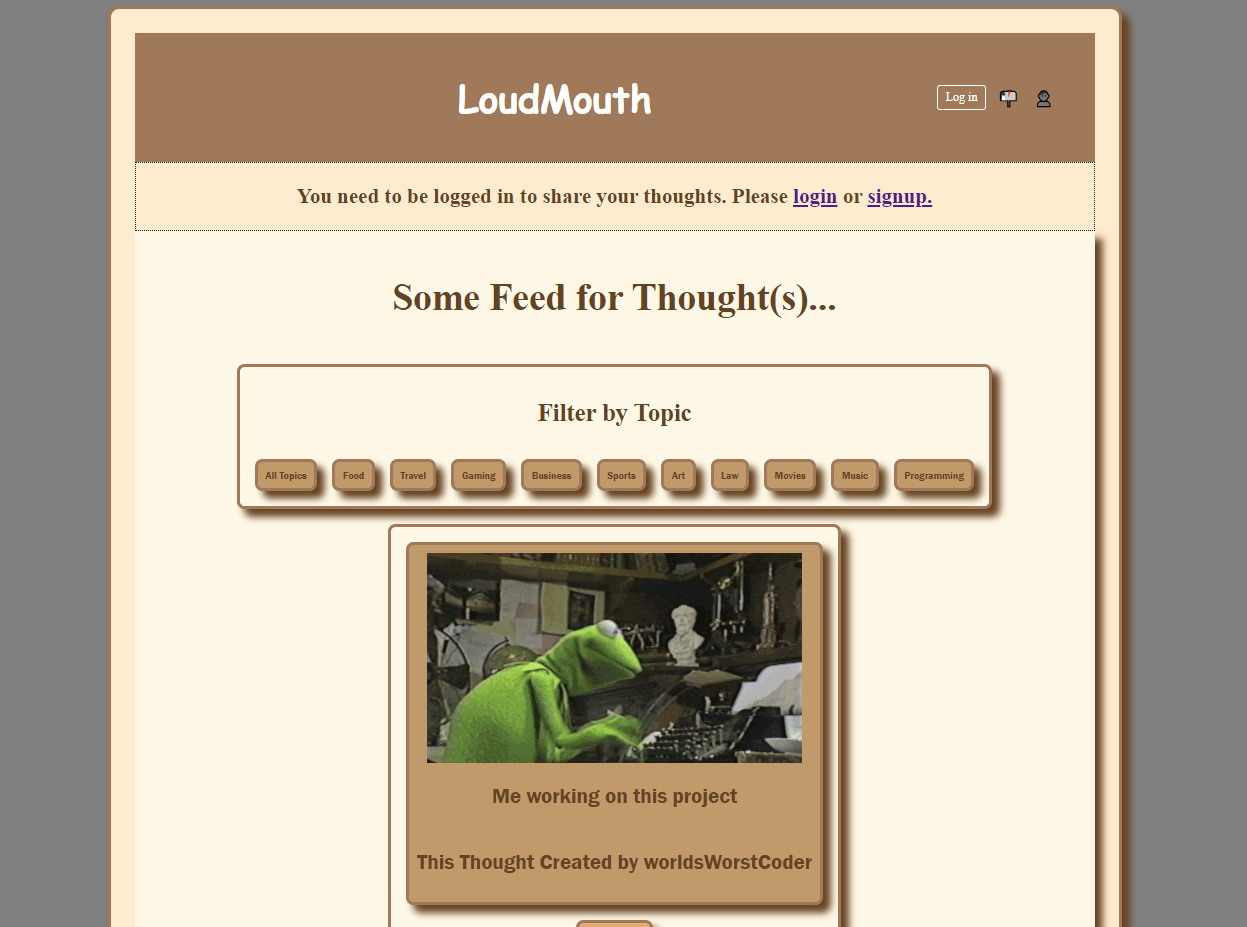 LoudMouth
Log in
You need to be logged in to share your thoughts. Please login or signup.
Some Feed for Thought(s)...
Filter by Topic
All Topics Food Travel Gaming Business Sports Art Law Movies Music Programming
Me working on this project
This Thought Created by worldsWorstCoder